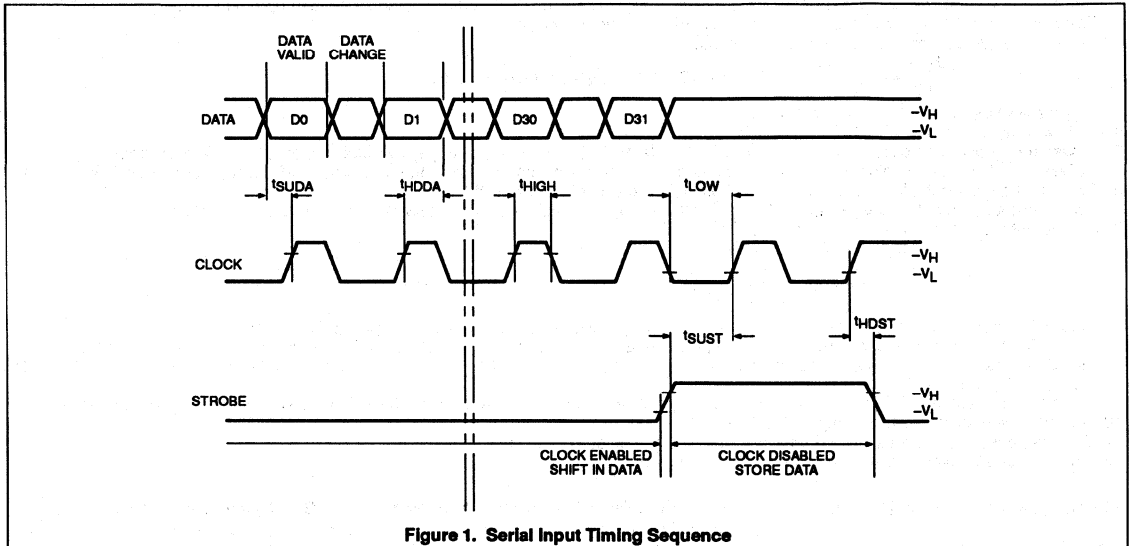 DATA VALID
DATA CHANGE
DATA
D0
D1
D30
D31
–VH
–VL
tSUDA
tHDDA
tHIGH
tLOW
CLOCK
–VH
–VL
tSUST
tHDST
STROBE
–VH
–VL
CLOCK ENABLED
SHIFT IN DATA
CLOCK DISABLED
STORE DATA
Figure 1. Serial Input Timing Sequence